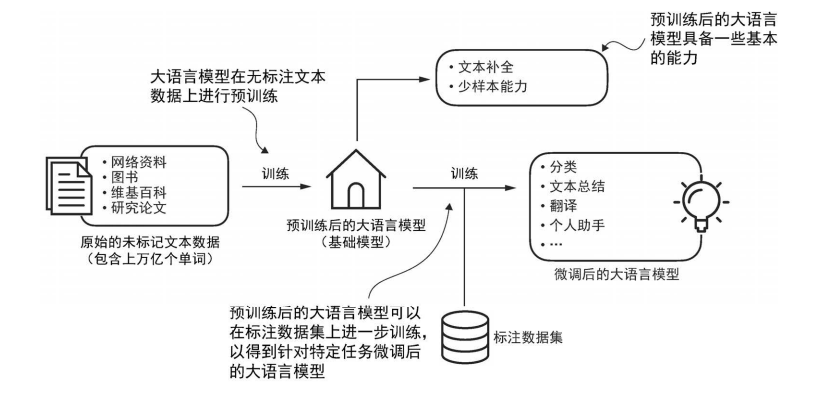 预训练后的大语言
模型具备一些基本
的能力
• 文本补全
• 少样本能力
大语言模型在无标注文本
数据上进行预训练
• 网络资料
• 图书
• 维基百科
• 研究论文
训练
训练
• 分类
• 文本总结
• 翻译
• 个人助手
• …
预训练后的大语言模型
（基础模型）
原始的未标记文本数据
（包含上万亿个单词）
微调后的大语言模型
预训练后的大语言模型可以
在标注数据集上进一步训练，
以得到针对特定任务微调后
的大语言模型
标注数据集